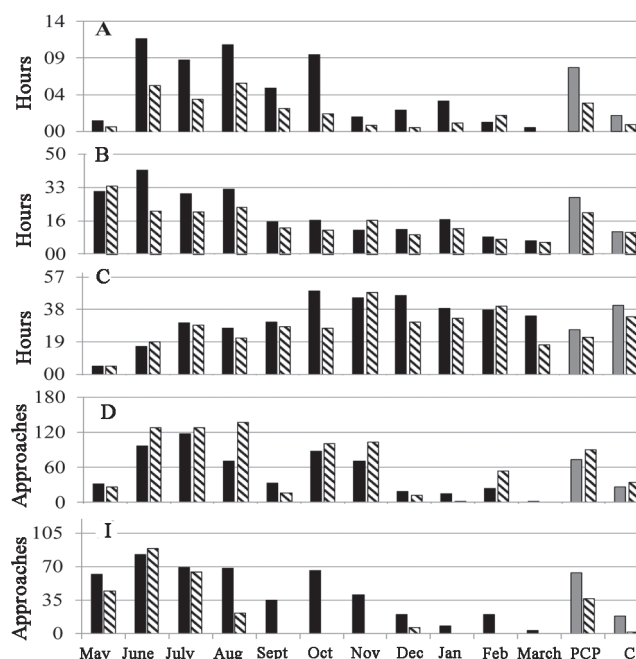 A
Hours
14
09
04
00
B
Hours
50
33
16
00
C
Hours
57
38
19
00
D
Approaches
180
120
60
0
I
Approaches
105
70
35
0
May June July Aug Sept Oct Nov Dec Jan Feb March PCP C